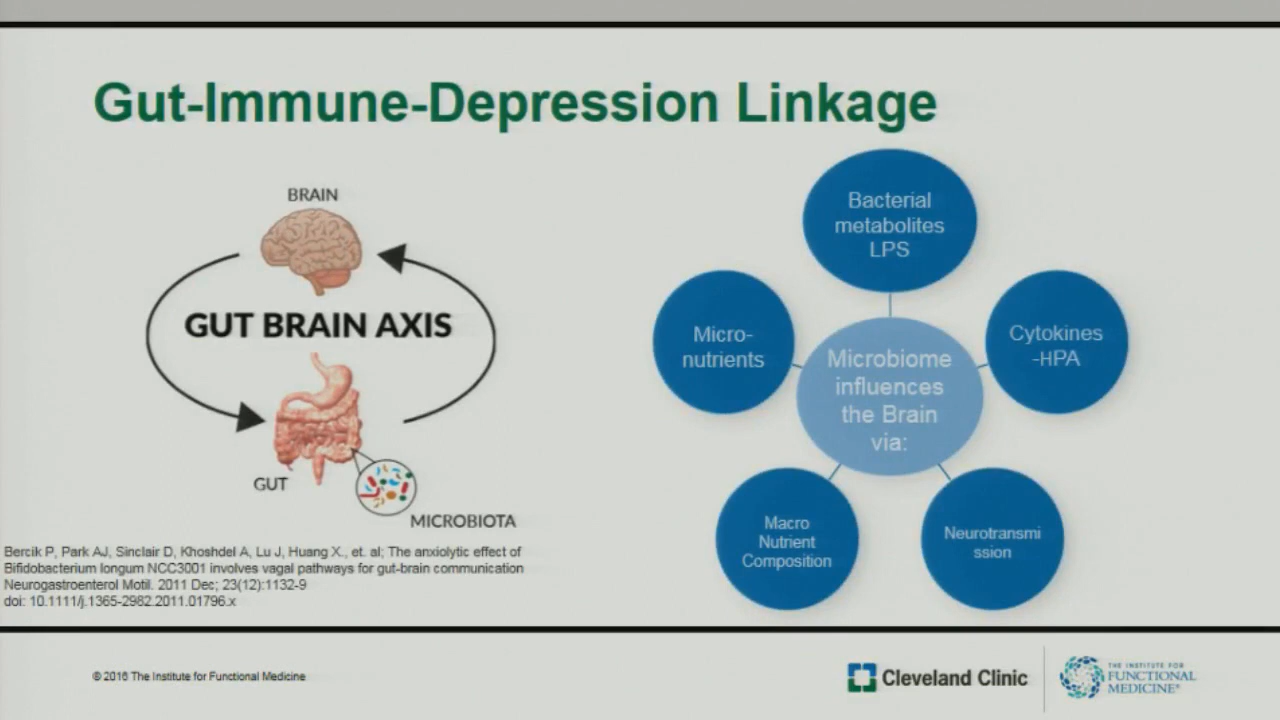 Gut-Immune-Depression Linkage
BRAIN
GUT BRAIN AXIS
GUT
MICROBIOTA
Bacterial
metabolites
LPS
Micro-
nutrients
Cytokines
-HPA
Microbiome
influences
the Brain
via:
Macro
Nutrient
Composition
Neurotransmi
ssion
Bercik P, Park AJ, Sinclair D, Khoshdel A, Lu J, Huang X., et. al; The anxiolytic effect of
Bifidobacterium longum NCC3001 involves vagal pathways for gut-brain communication
Neurogastroenterol Motil. 2011 Dec; 23(12):1132-9
doi: 10.1111/j.1365-2982.2011.01796.x
© 2016 The Institute for Functional Medicine
Cleveland Clinic
THE INSTITUTE FOR
FUNCTIONAL
MEDICINE®